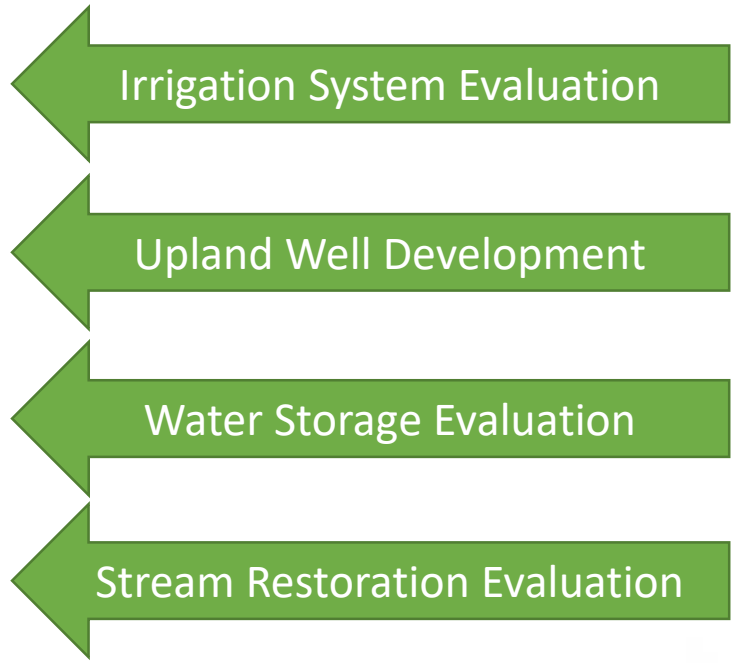 Irrigation System Evaluation
Upland Well Development
Water Storage Evaluation
Stream Restoration Evaluation